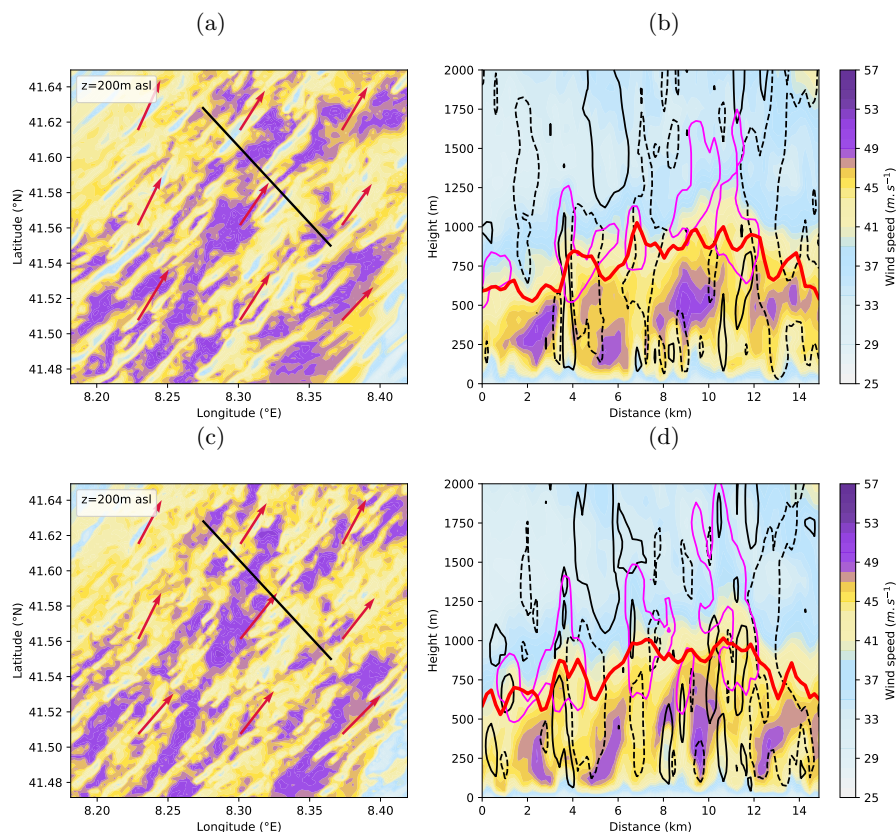 (a)
z=200m asl
41.64
41.62
41.60
41.58
41.56
41.54
41.52
41.50
41.48
Latitude (°N)
8.20 8.25 8.30 8.35 8.40
Longitude (°E)
(b)
2000
1750
1500
1250
1000
750
500
250
0
Height (m)
0 2 4 6 8 10 12 14
Distance (km)
57
53
49
45
41
37
33
29
25
Wind speed (m.s⁻¹)
(c)
z=200m asl
41.64
41.62
41.60
41.58
41.56
41.54
41.52
41.50
41.48
Latitude (°N)
8.20 8.25 8.30 8.35 8.40
Longitude (°E)
(d)
2000
1750
1500
1250
1000
750
500
250
0
Height (m)
0 2 4 6 8 10 12 14
Distance (km)
57
53
49
45
41
37
33
29
25
Wind speed (m.s⁻¹)